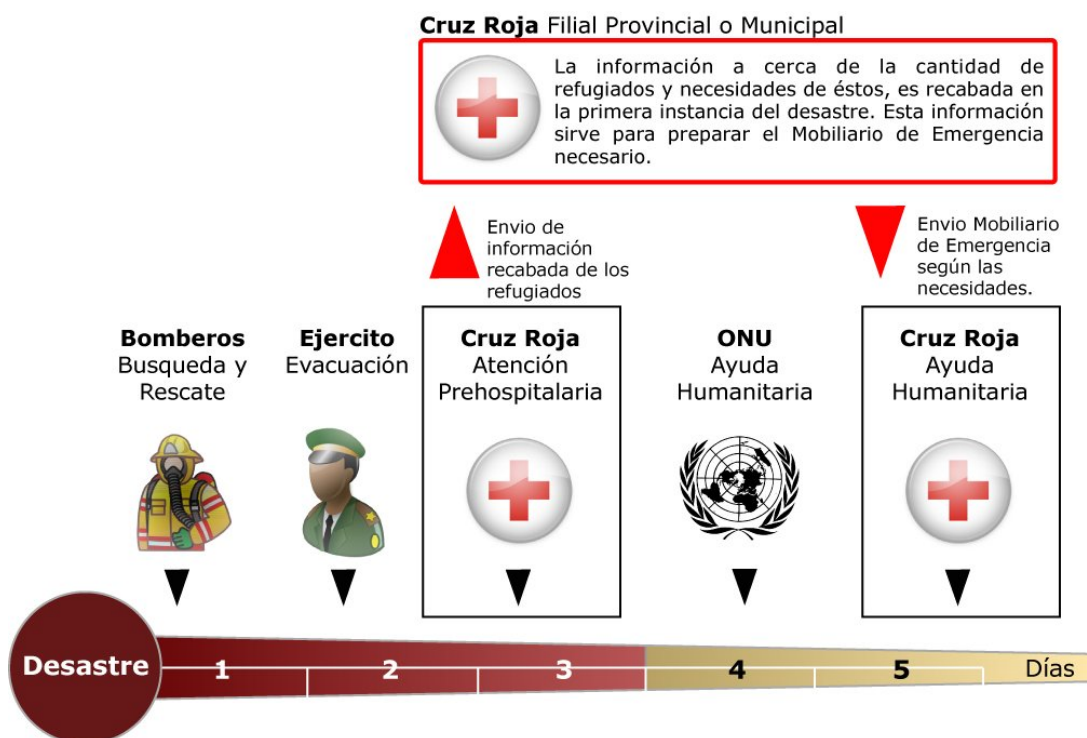 Cruz Roja Filial Provincial o Municipal
La información a cerca de la cantidad de
refugiados y necesidades de éstos, es recabada en
la primera instancia del desastre. Esta información
sirve para preparar el Mobiliario de Emergencia
necesario.
Envio de
información
recabada de los
refugiados
Envio Mobiliario
de Emergencia
según las
necesidades.
Bomberos
Busqueda y
Rescate
Ejercito
Evacuación
Cruz Roja
Atención
Prehospitalaria
ONU
Ayuda
Humanitaria
Cruz Roja
Ayuda
Humanitaria
Desastre
1
2
3
4
5
Días